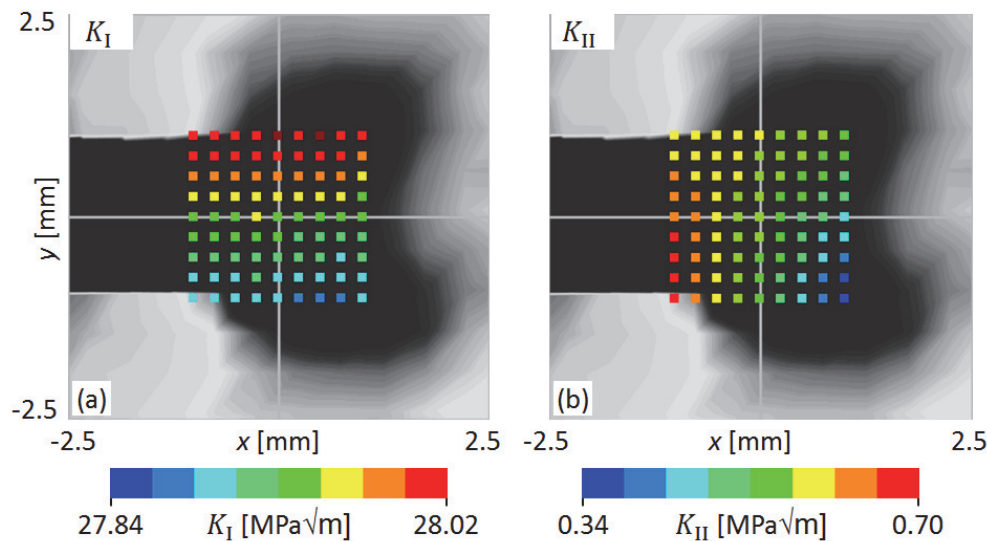 2.5
K_I
K_II
y [mm]
-2.5
(a)
(b)
-2.5
x [mm]
2.5
-2.5
x [mm]
2.5
27.84
K_I [MPa√m]
28.02
0.34
K_II [MPa√m]
0.70